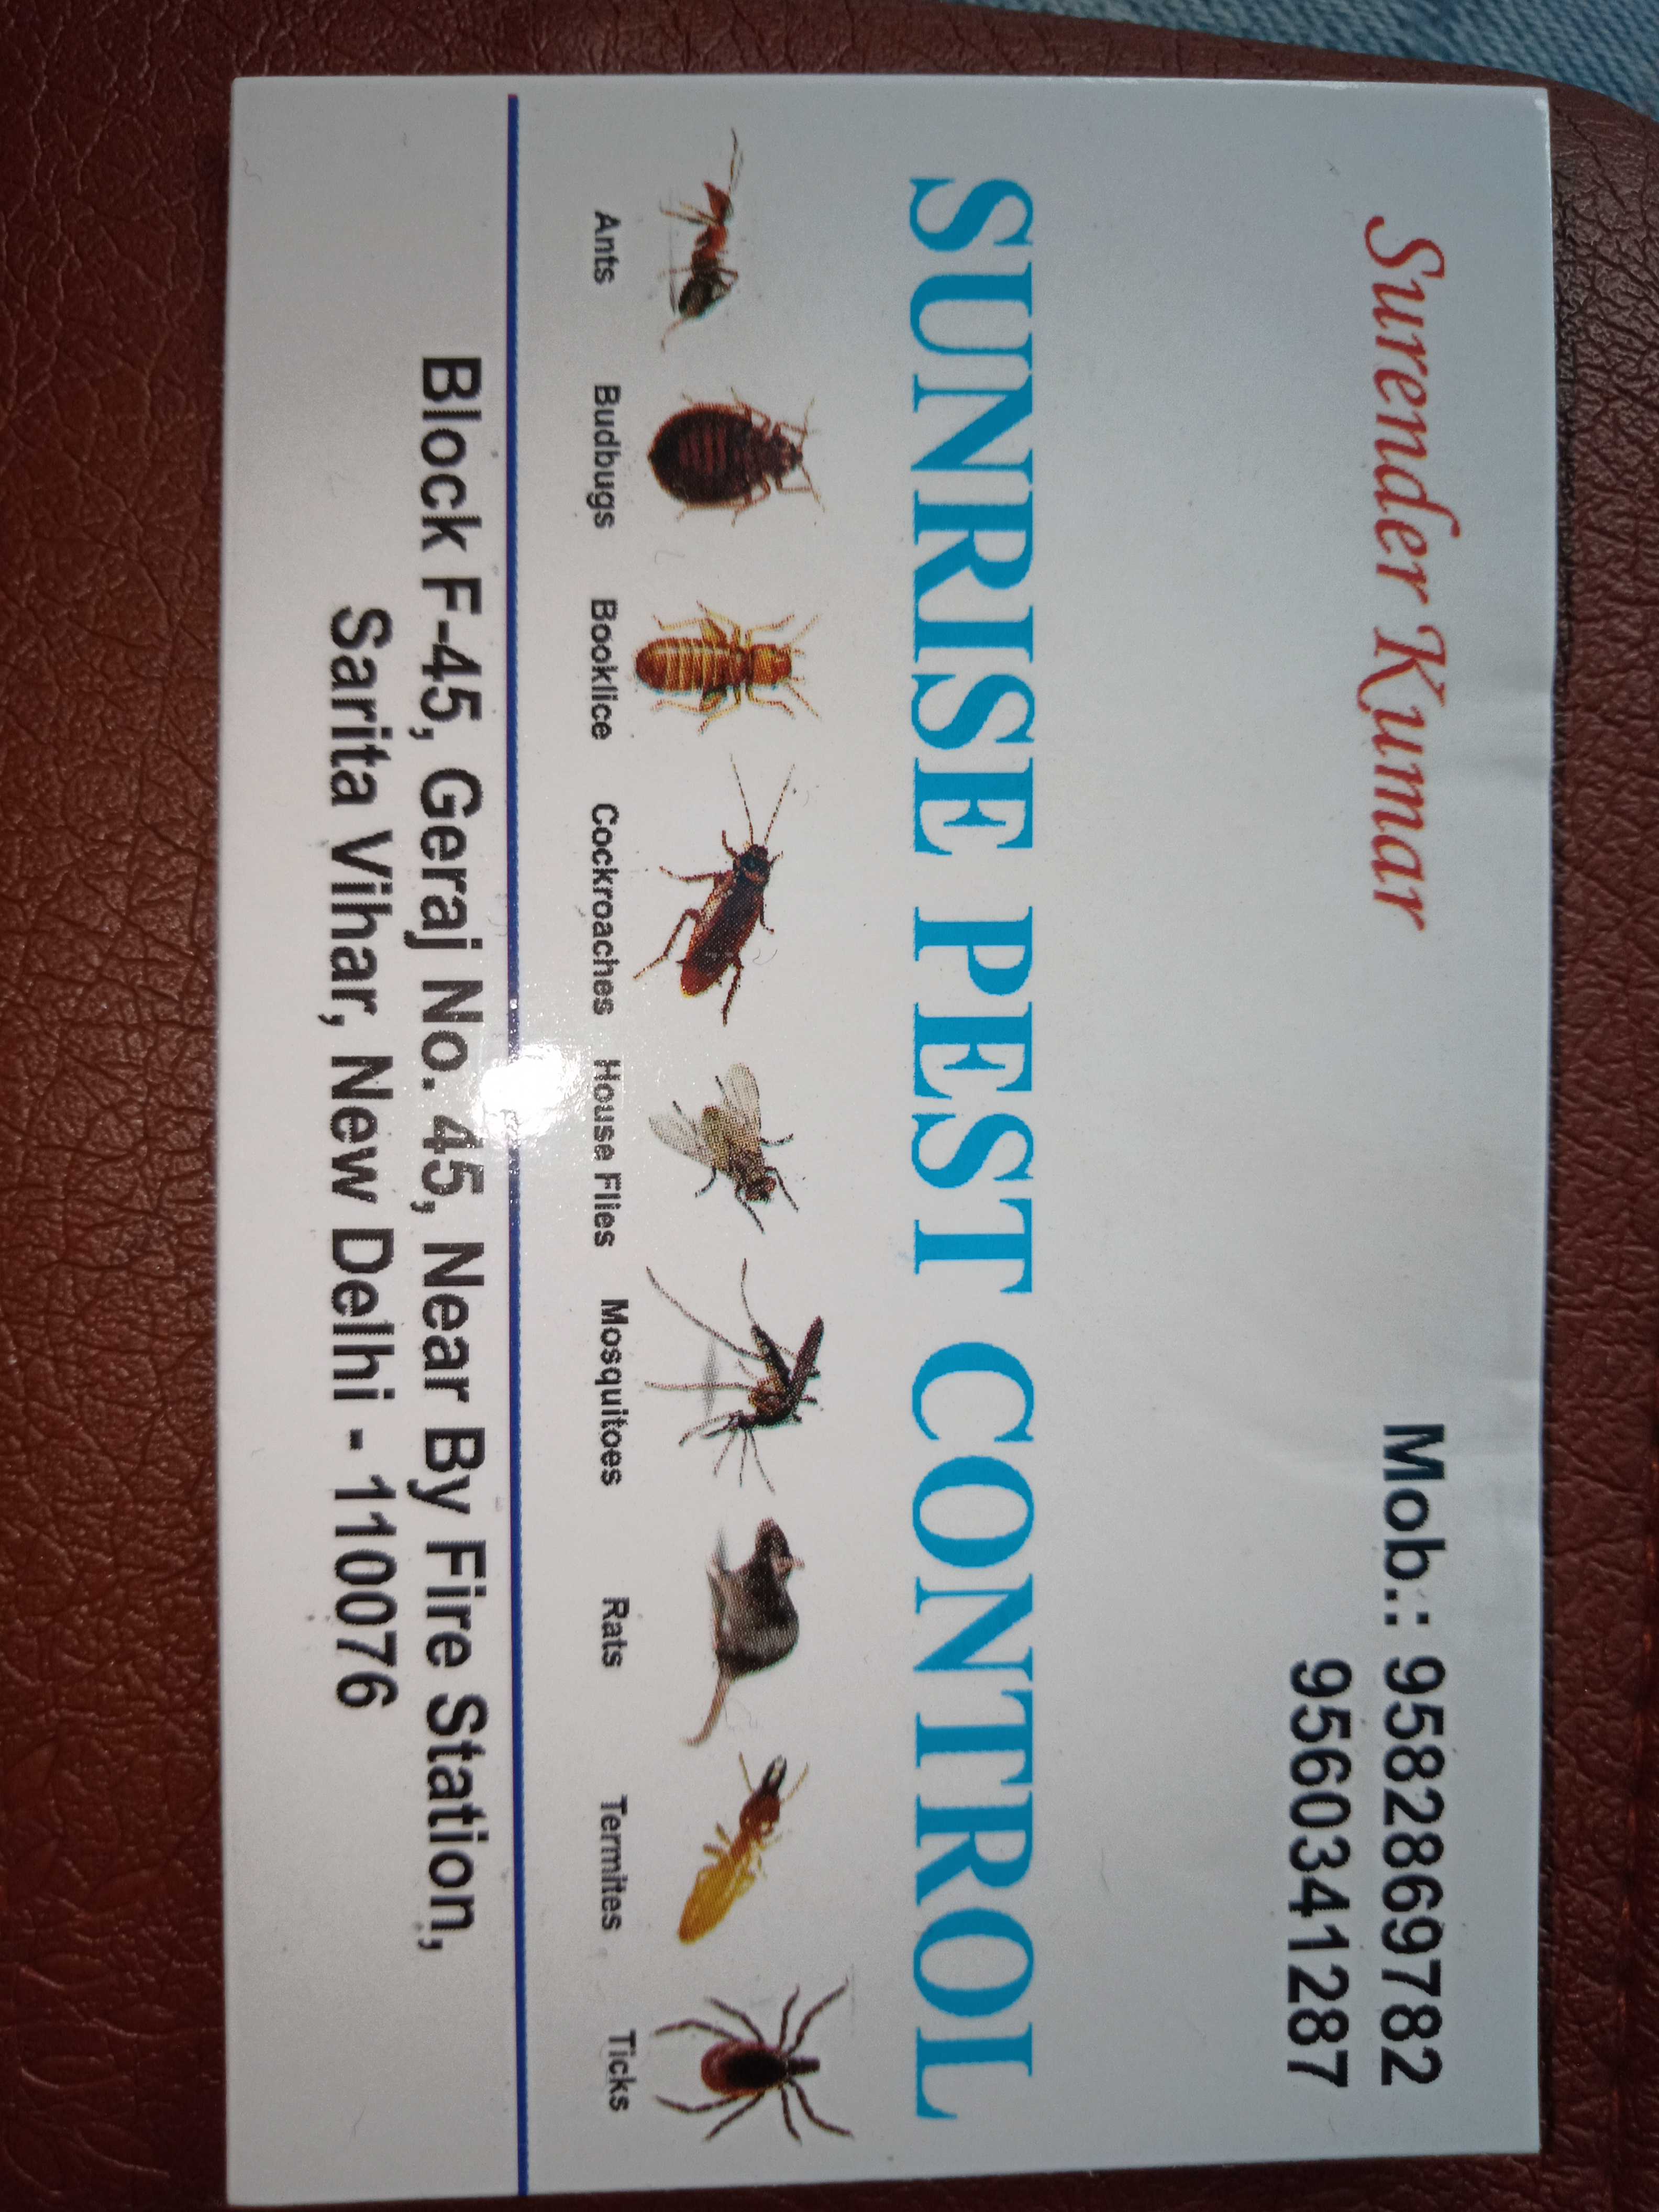 Surender Kumar
Mob.: 9582869782
9560341287
SUNRISE PEST CONTROL
Ants Budbugs Booklice Cockroaches House Flies Mosquitoes Rats Termites Ticks
Block F-45, Geraj No. 45, Near By Fire Station,
Sarita Vihar, New Delhi - 110076